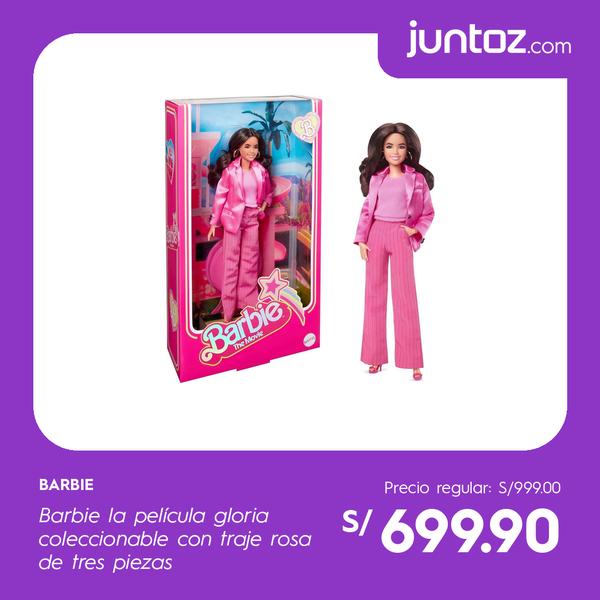 juntoz.com
B
Barbie
Barbie
The Movie
BARBIE
Barbie la película gloria
coleccionable con traje rosa
de tres piezas
Precio regular: S/999.00
S/ 699.90